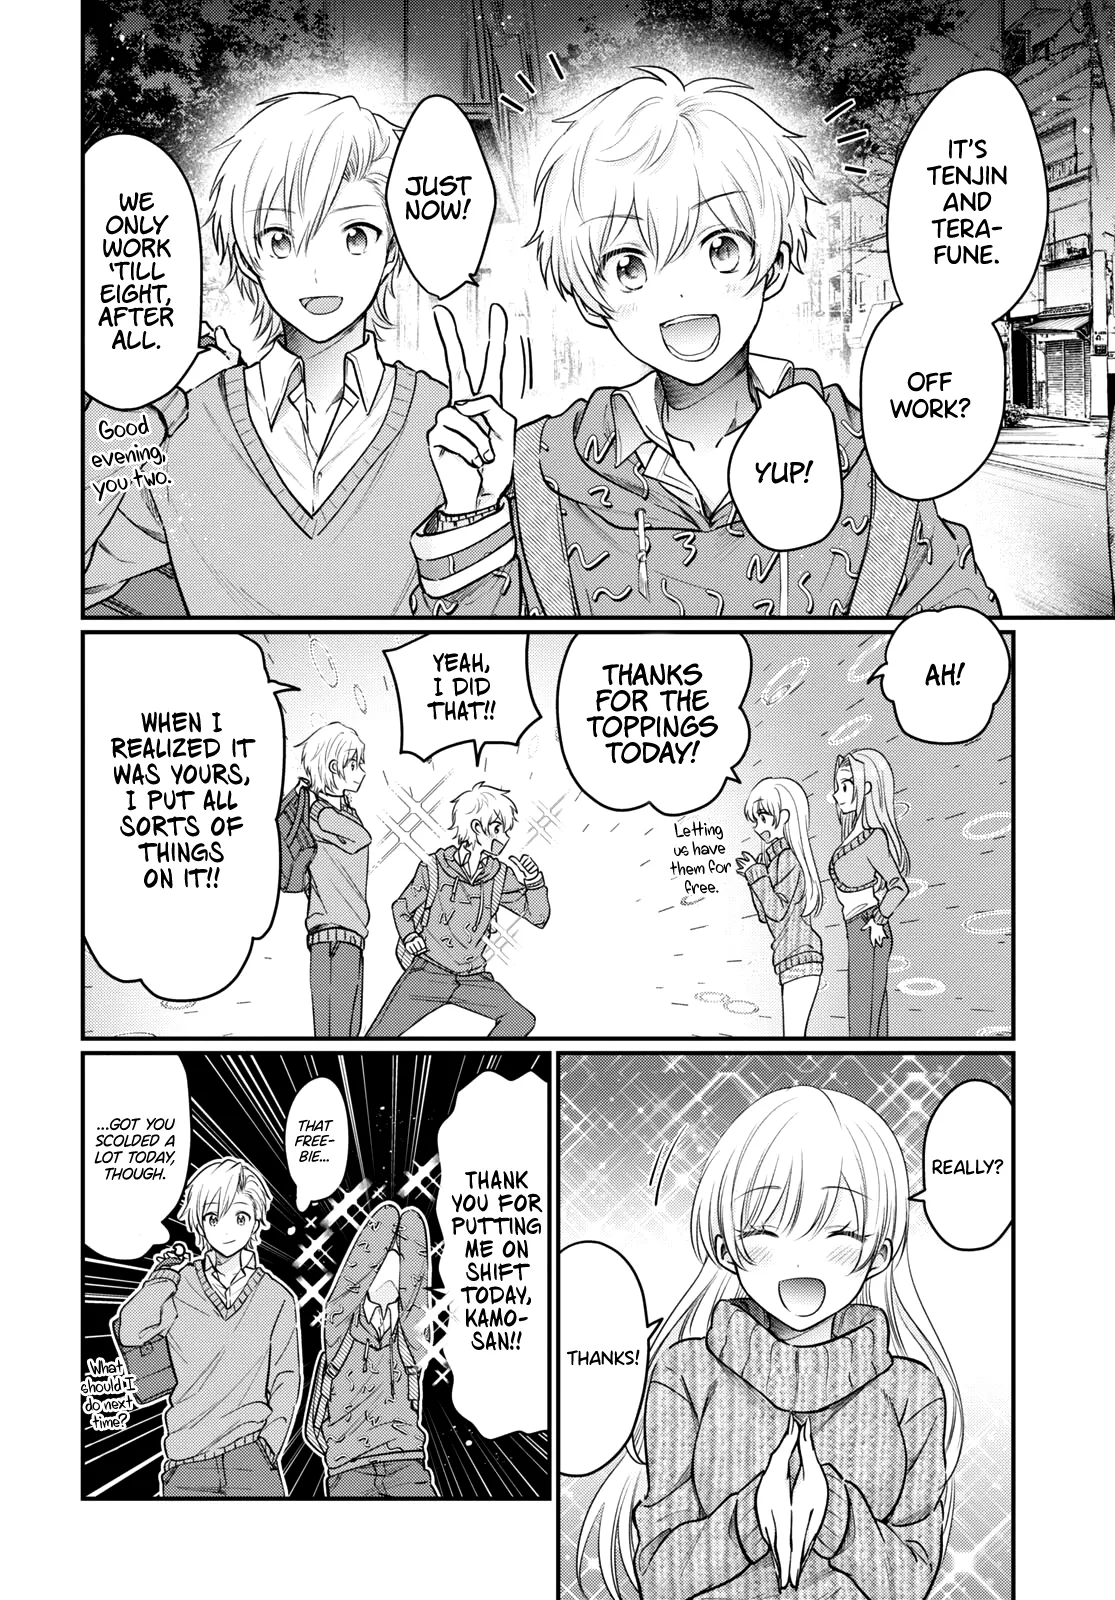 IT'S
TENJIN
AND
TERA-
FUNE.
OFF
WORK?
YUP!
JUST
NOW!
WE
ONLY
WORK
'TILL
EIGHT,
AFTER
ALL.
Good
evening,
you two.
AH!
THANKS
FOR THE
TOPPINGS
TODAY!
Letting
us have
them for
free.
YEAH,
I DID
THAT!!
WHEN I
REALIZED IT
WAS YOURS,
I PUT ALL
SORTS OF
THINGS
ON IT!!
REALLY?
THANKS!
THANK
YOU FOR
PUTTING
ME ON
SHIFT
TODAY,
KAMO-
SAN!!
THAT
FREE-
BIE...
...GOT YOU
SCOLDED A
LOT TODAY,
THOUGH.
What
should I
do next
time?